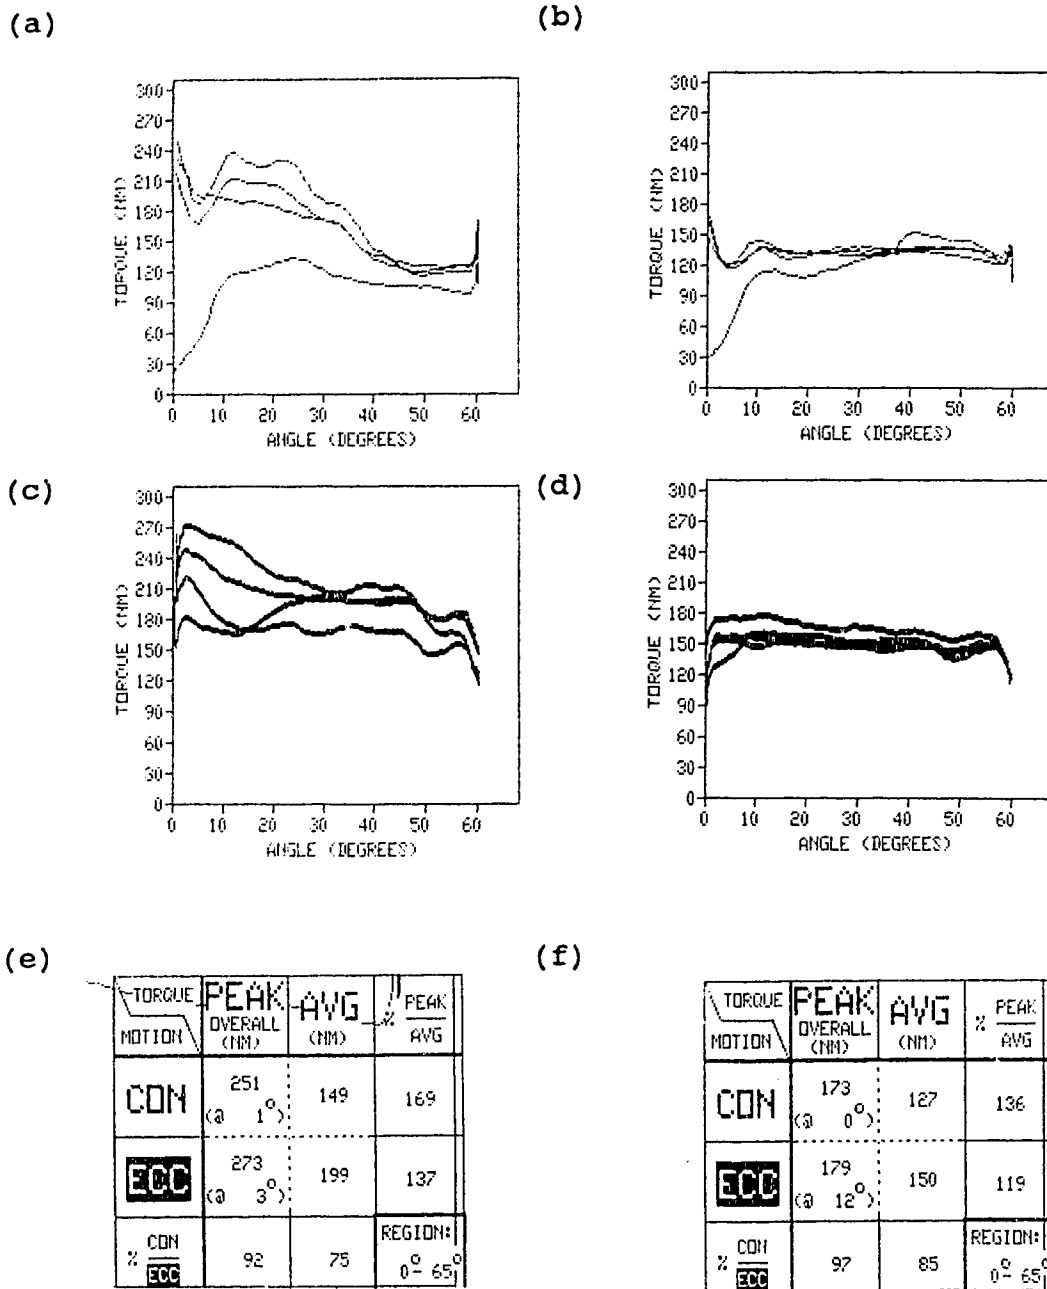 (a)
(b)
300
270
240
210
180
150
120
90
60
30
0
TORQUE (NM)
0 10 20 30 40 50 60
ANGLE (DEGREES)
300
270
240
210
180
150
120
90
60
30
0
TORQUE (NM)
0 10 20 30 40 50 60
ANGLE (DEGREES)
(c)
(d)
300
270
240
210
180
150
120
90
60
30
0
TORQUE (NM)
0 10 20 30 40 50 60
ANGLE (DEGREES)
300
270
240
210
180
150
120
90
60
30
0
TORQUE (NM)
0 10 20 30 40 50 60
ANGLE (DEGREES)
(e)
(f)
TORQUE
MOTION
PEAK
OVERALL
(NM)
AVG
(NM)
% PEAK
AVG
CON
251
(@ 1°)
149
169
ECC
273
(@ 3°)
199
137
% CON
ECC
92
75
REGION:
0°- 65°
TORQUE
MOTION
PEAK
OVERALL
(NM)
AVG
(NM)
% PEAK
AVG
CON
173
(@ 0°)
127
136
ECC
179
(@ 12°)
150
119
% CON
ECC
97
85
REGION:
0°- 65°